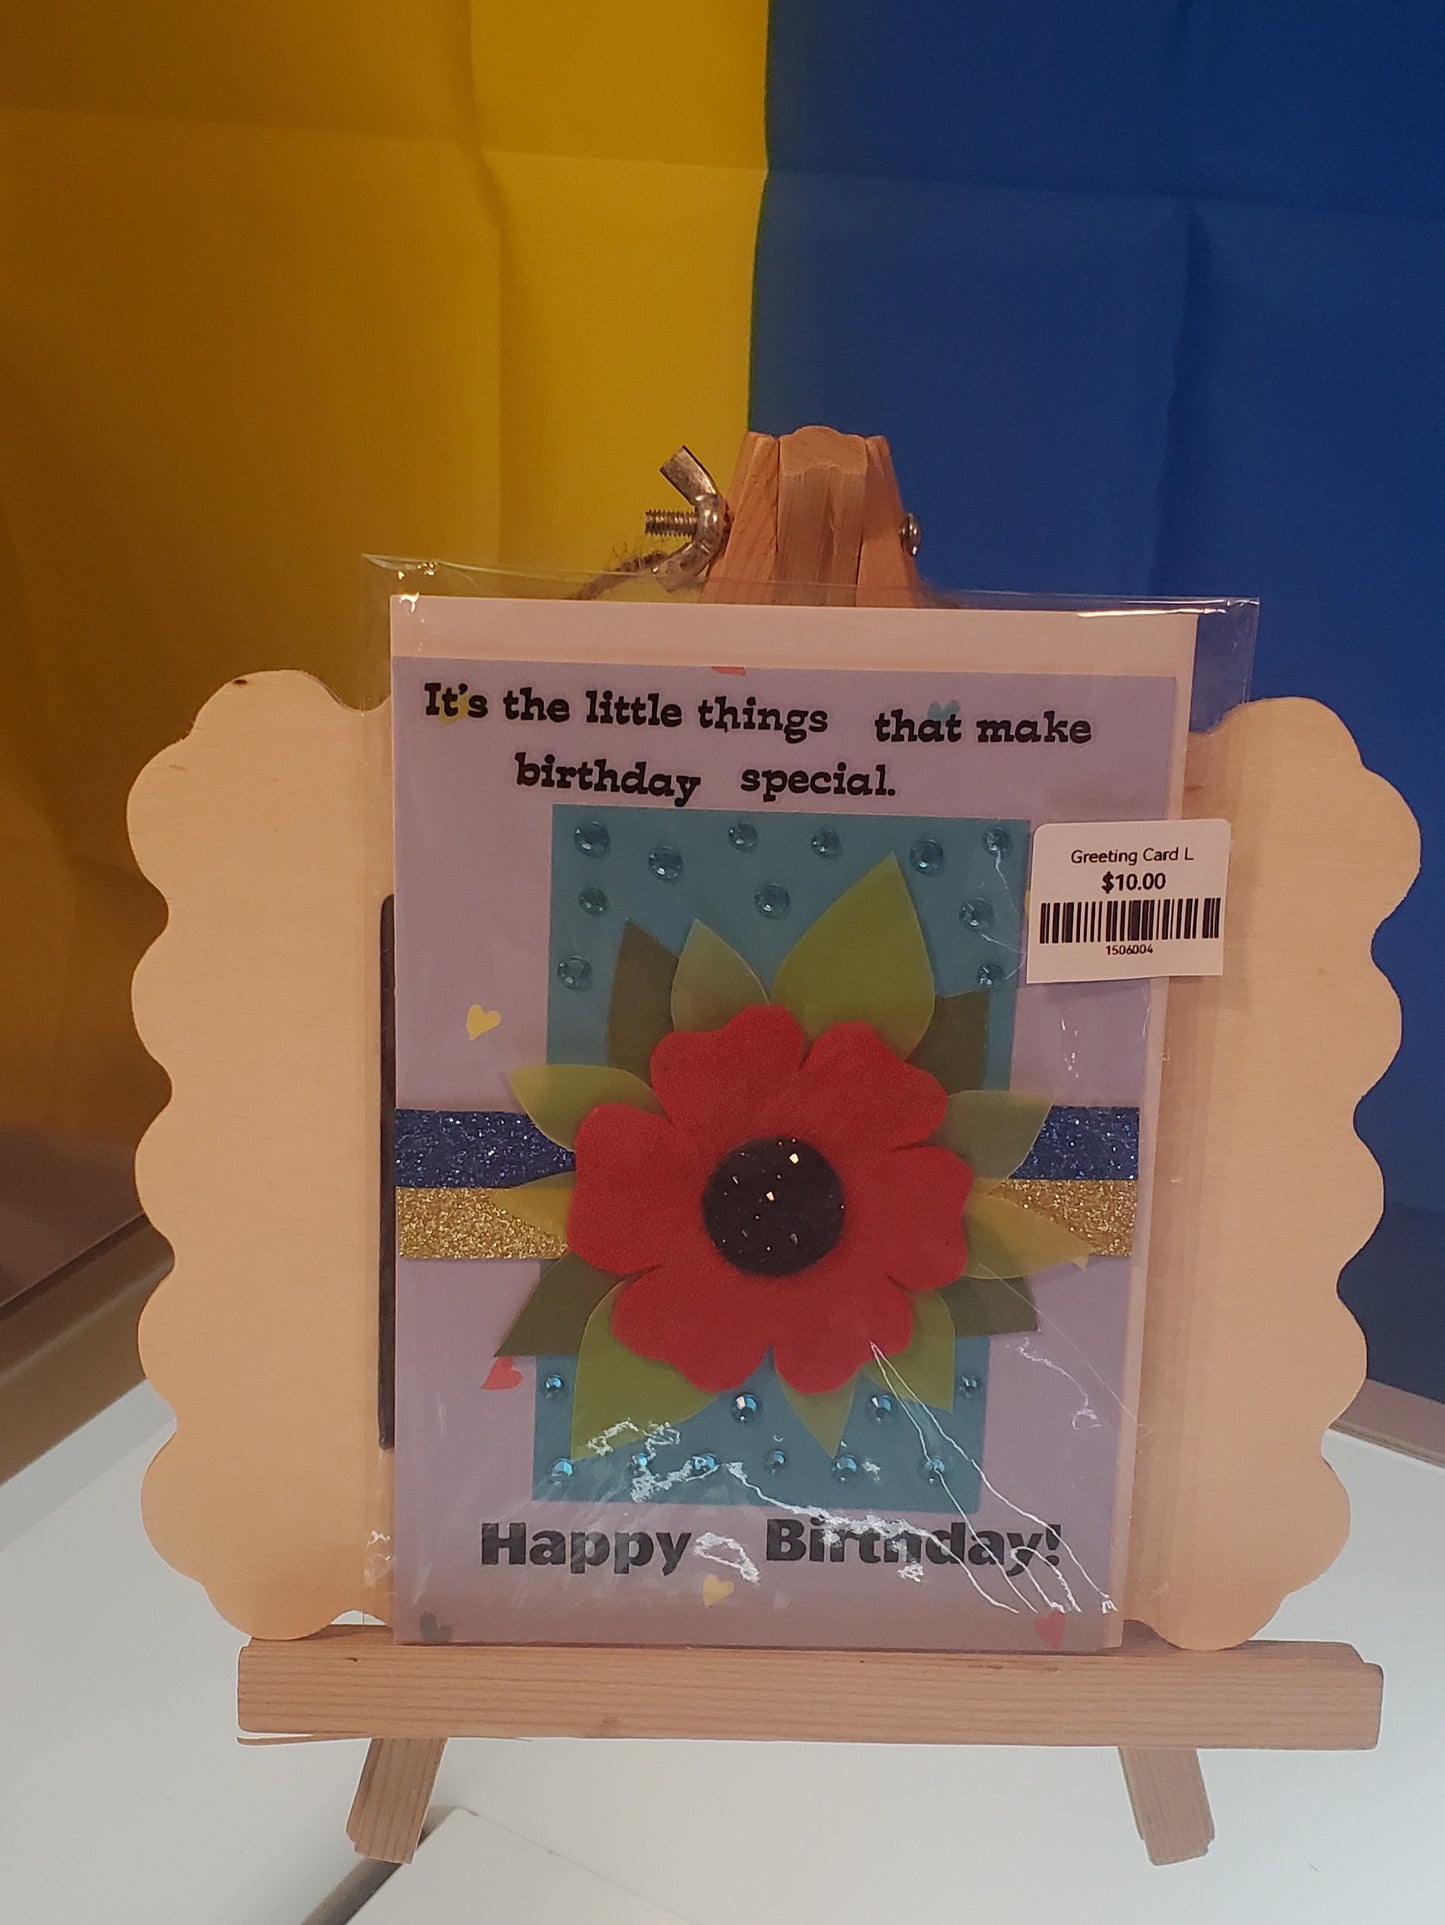 It's the little things that make
birthday special.
Greeting Card L
$10.00
1506004
Happy Birthday!